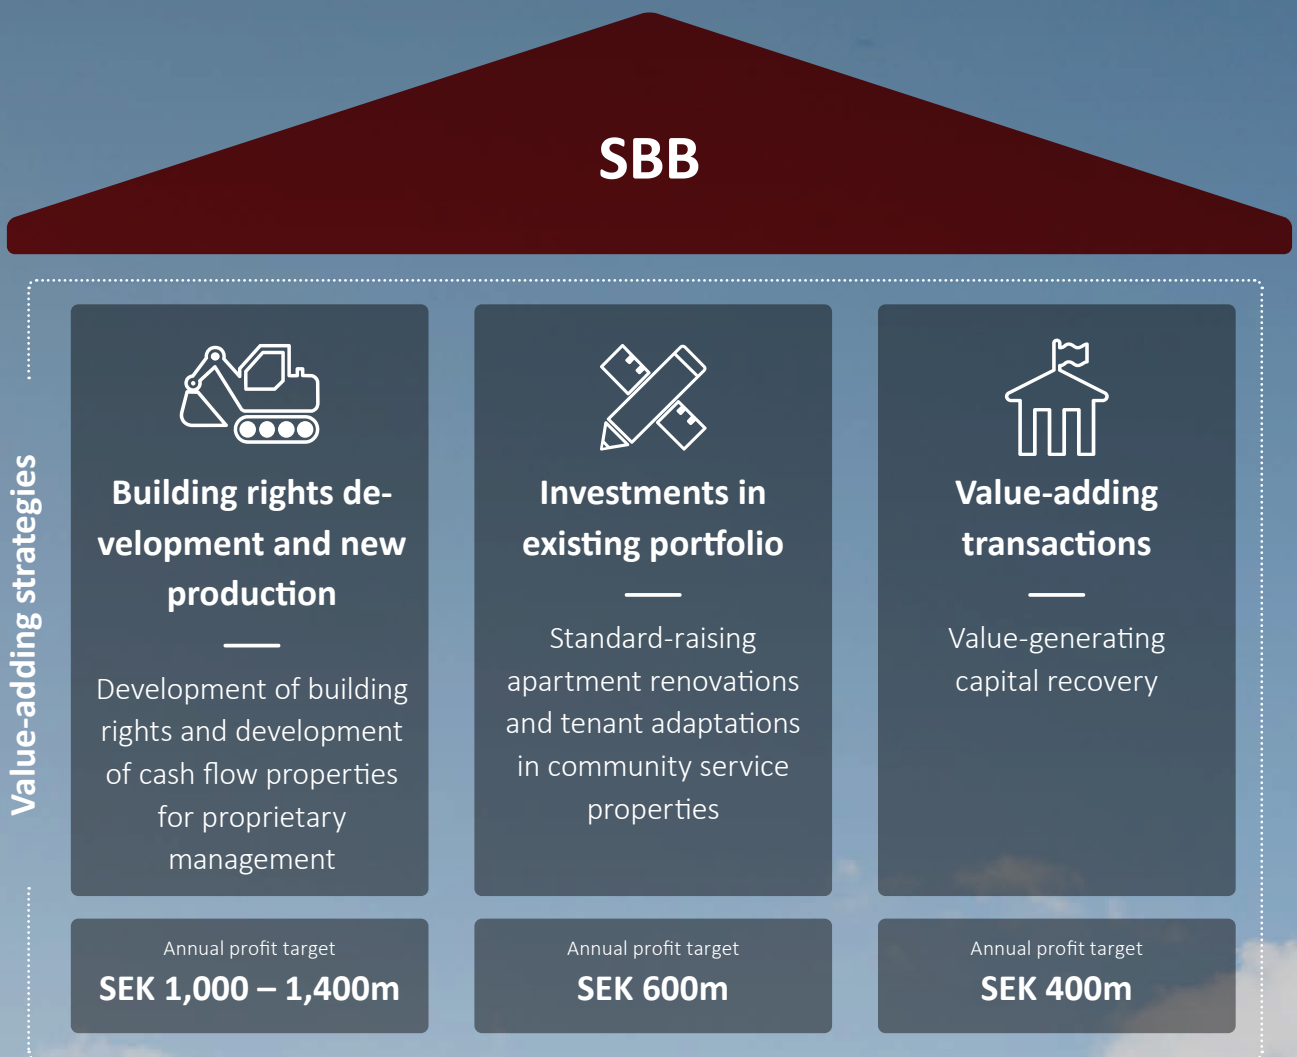 SBB
Value-adding strategies
Building rights de-
velopment and new
production
Development of building
rights and development
of cash flow properties
for proprietary
management
Annual profit target
SEK 1,000 – 1,400m
Investments in
existing portfolio
Standard-raising
apartment renovations
and tenant adaptations
in community service
properties
Annual profit target
SEK 600m
Value-adding
transactions
Value-generating
capital recovery
Annual profit target
SEK 400m